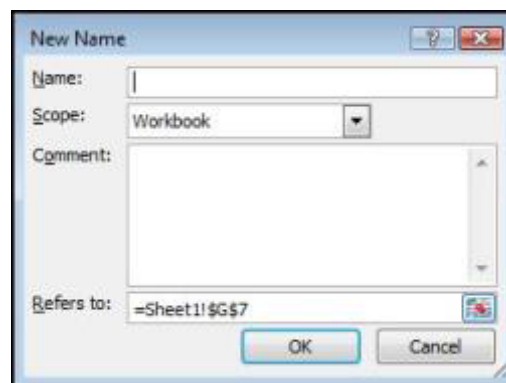 New Name
Name:
Scope: Workbook
Comment:
Refers to: =Sheet1!$G$7
OK Cancel